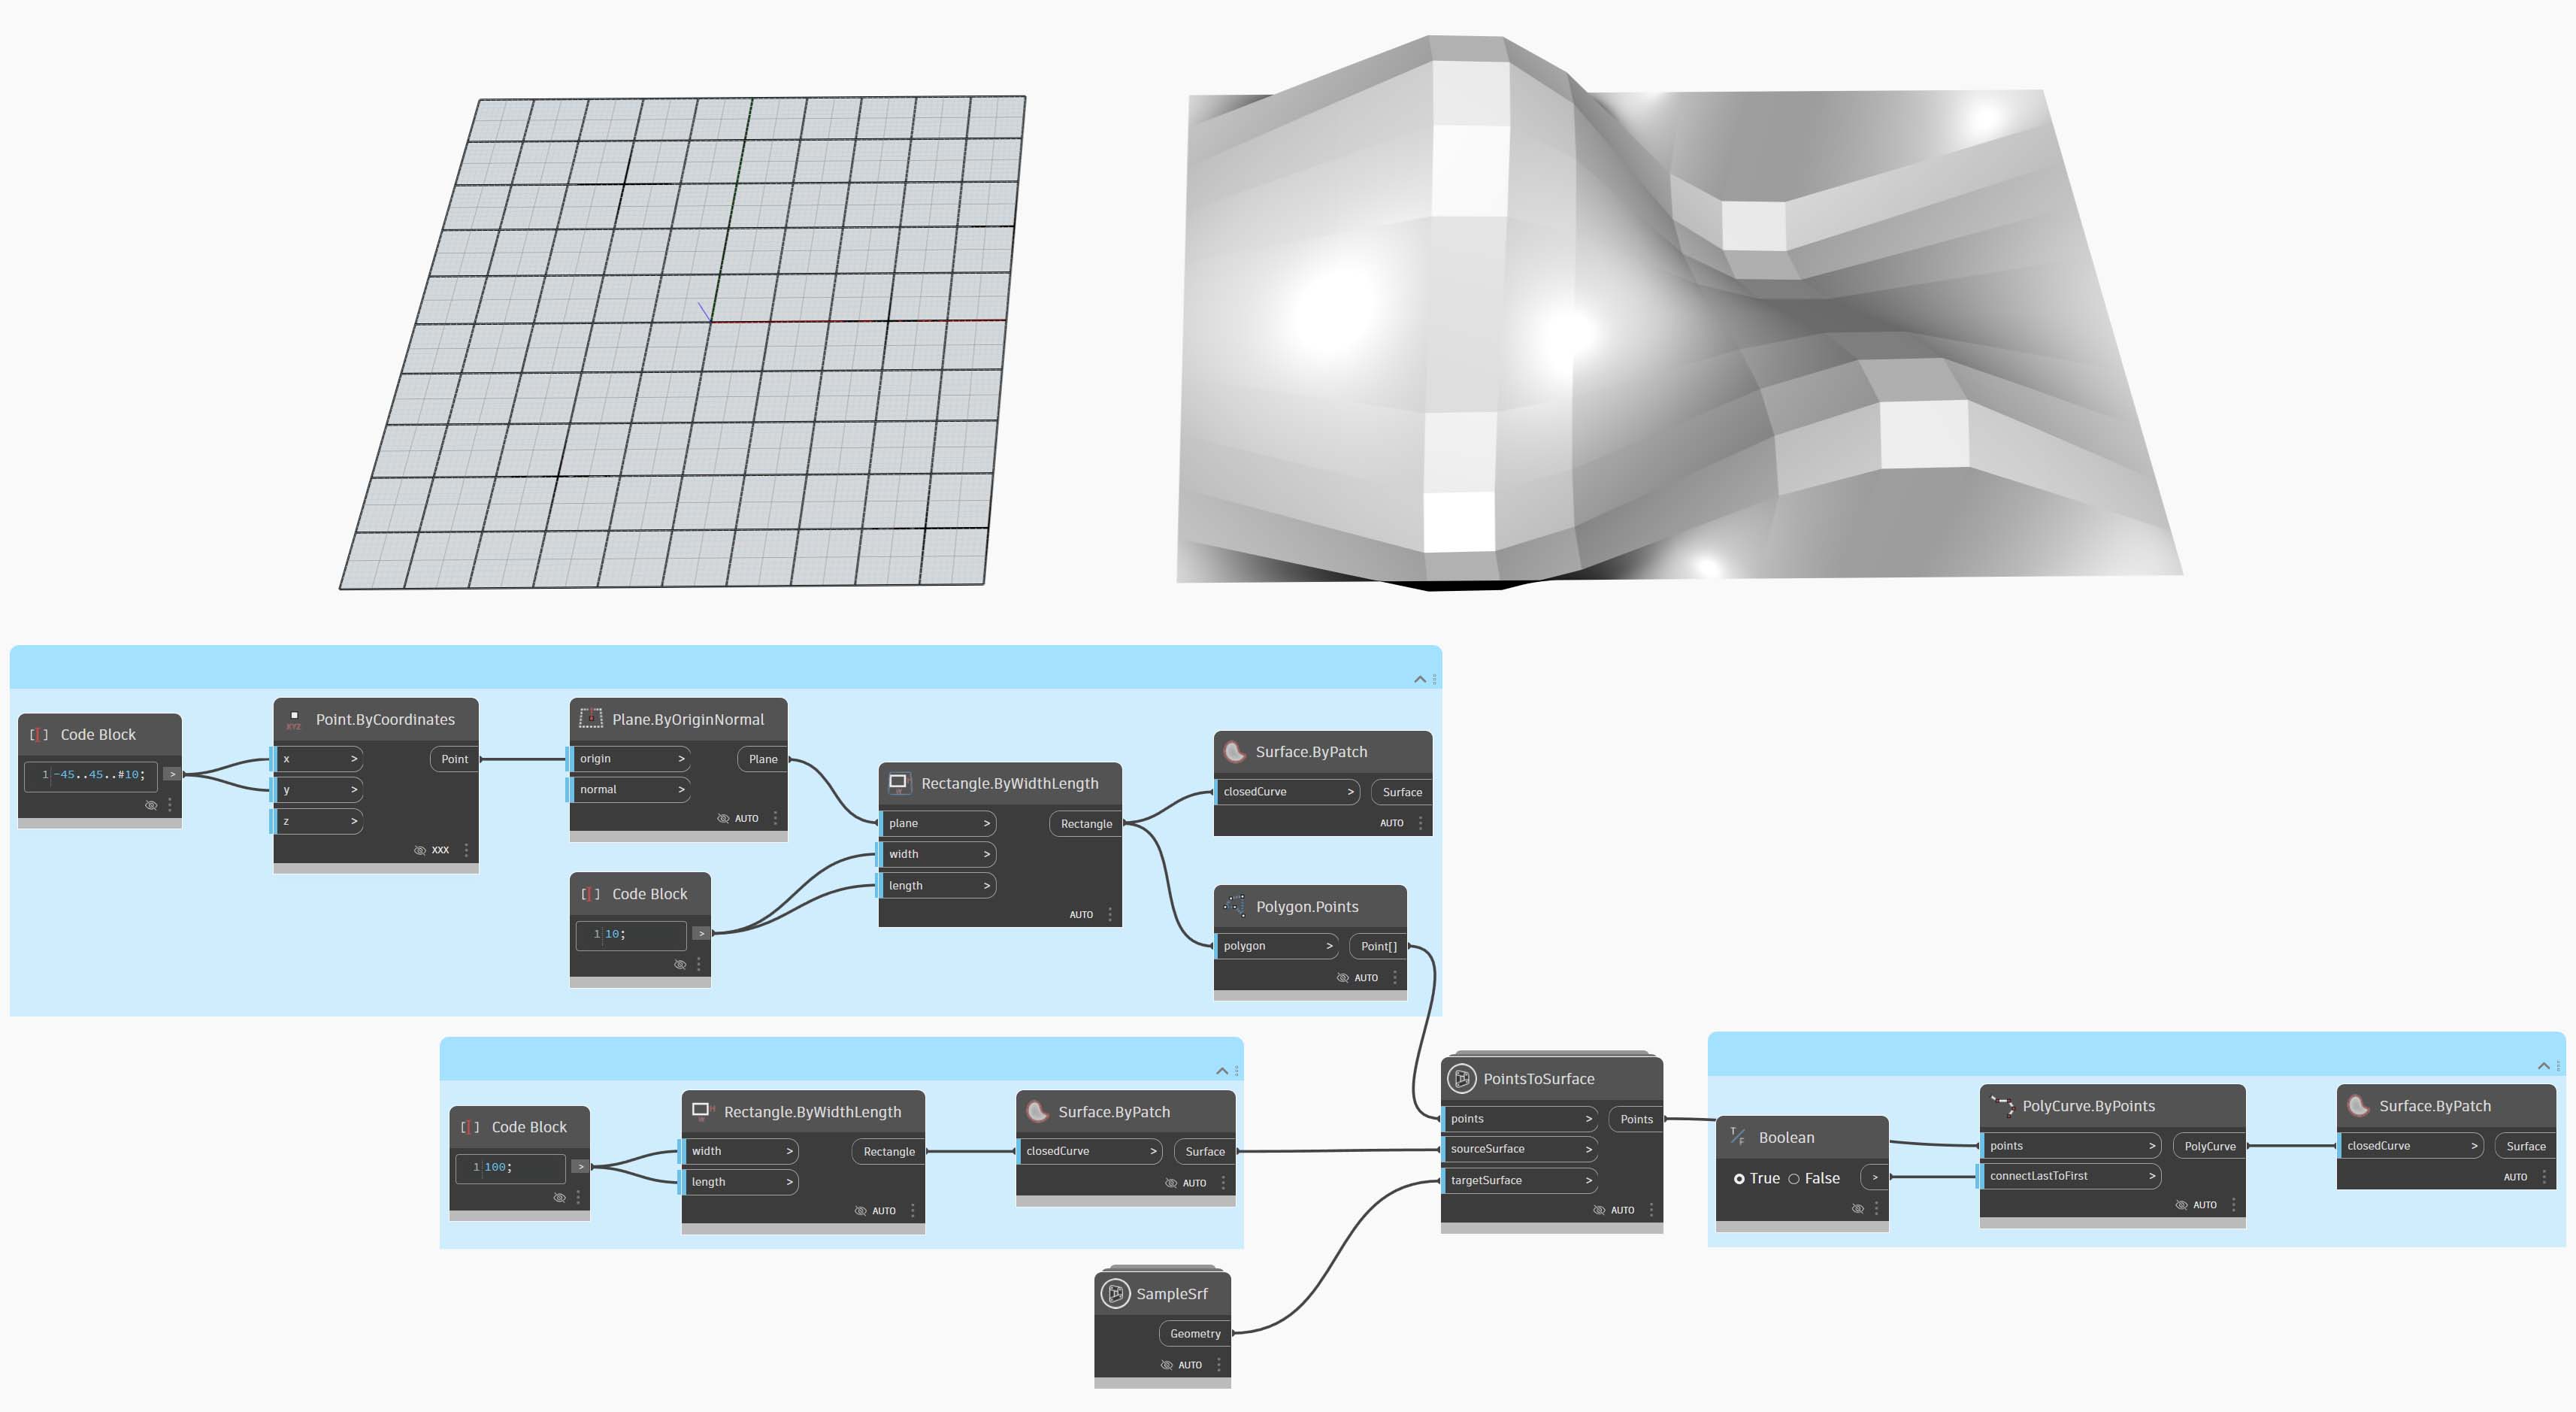 Code Block
1 -45..45..#10;
>
XYZ
Point.ByCoordinates
x >
Point
y >
z >
XXX
Plane.ByOriginNormal
origin >
Plane
normal >
AUTO
Code Block
1 10;
>
Rectangle.ByWidthLength
plane >
Rectangle
width >
length >
AUTO
Surface.ByPatch
closedCurve >
Surface
AUTO
Polygon.Points
polygon >
Point[]
AUTO
Code Block
1 100;
>
Rectangle.ByWidthLength
width >
Rectangle
length >
AUTO
Surface.ByPatch
closedCurve >
Surface
AUTO
SampleSrf
Geometry
AUTO
PointsToSurface
points >
Points
sourceSurface >
targetSurface >
AUTO
T/F
Boolean
True False
>
PolyCurve.ByPoints
points >
PolyCurve
connectLastToFirst >
AUTO
Surface.ByPatch
closedCurve >
Surface
AUTO